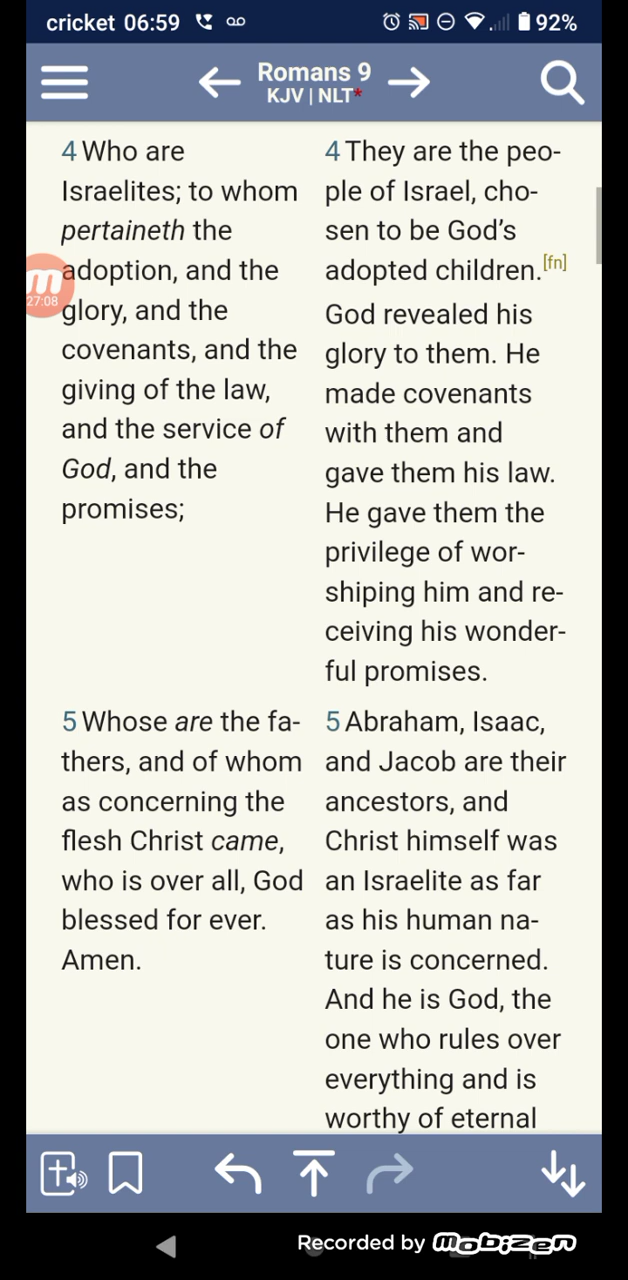 cricket 06:59
92%
Romans 9
KJV | NLT*
4 Who are
Israelites; to whom
pertaineth the
adoption, and the
glory, and the
covenants, and the
giving of the law,
and the service of
God, and the
promises;
4 They are the peo-
ple of Israel, cho-
sen to be God's
adopted children.[fn]
God revealed his
glory to them. He
made covenants
with them and
gave them his law.
He gave them the
privilege of wor-
shiping him and re-
ceiving his wonder-
ful promises.
m
27:08
5 Whose are the fa-
thers, and of whom
as concerning the
flesh Christ came,
who is over all, God
blessed for ever.
Amen.
5 Abraham, Isaac,
and Jacob are their
ancestors, and
Christ himself was
an Israelite as far
as his human na-
ture is concerned.
And he is God, the
one who rules over
everything and is
worthy of eternal
Recorded by Mobizen